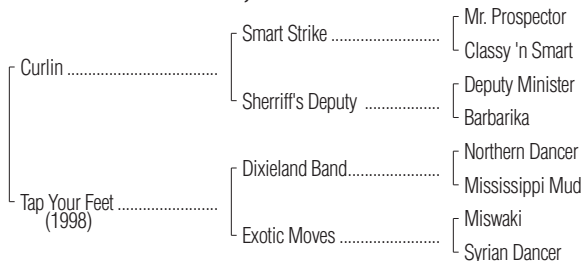 Mr. Prospector
Smart Strike ......................
Classy 'n Smart
Curlin ....................................
Deputy Minister
Sherriff's Deputy ..................
Barbarika
Northern Dancer
Dixieland Band......................
Mississippi Mud
Tap Your Feet ........................
(1998)
Miswaki
Exotic Moves ........................
Syrian Dancer